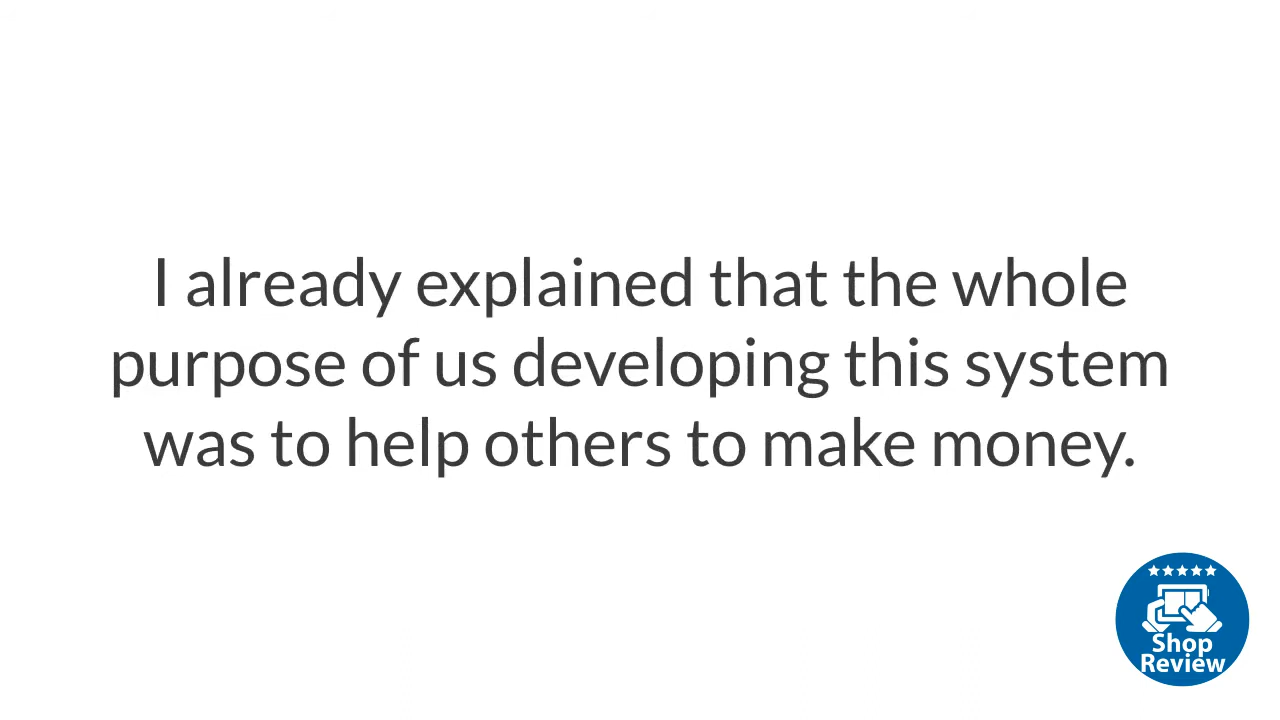 I already explained that the whole
purpose of us developing this system
was to help others to make money.
Shop
Review